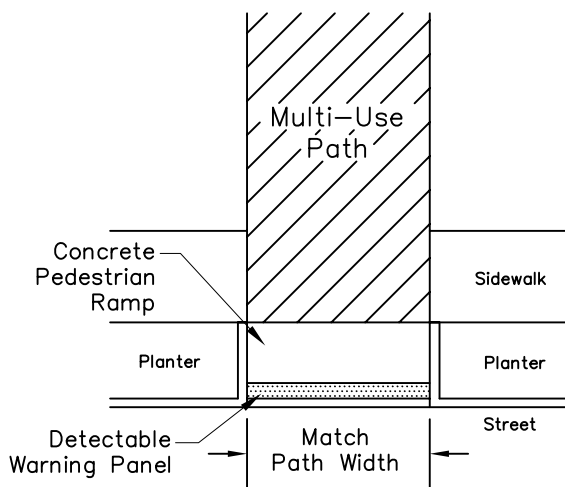 Multi-Use
Path
Concrete
Pedestrian
Ramp
Sidewalk
Planter
Planter
Street
Detectable
Warning Panel
Match
Path Width